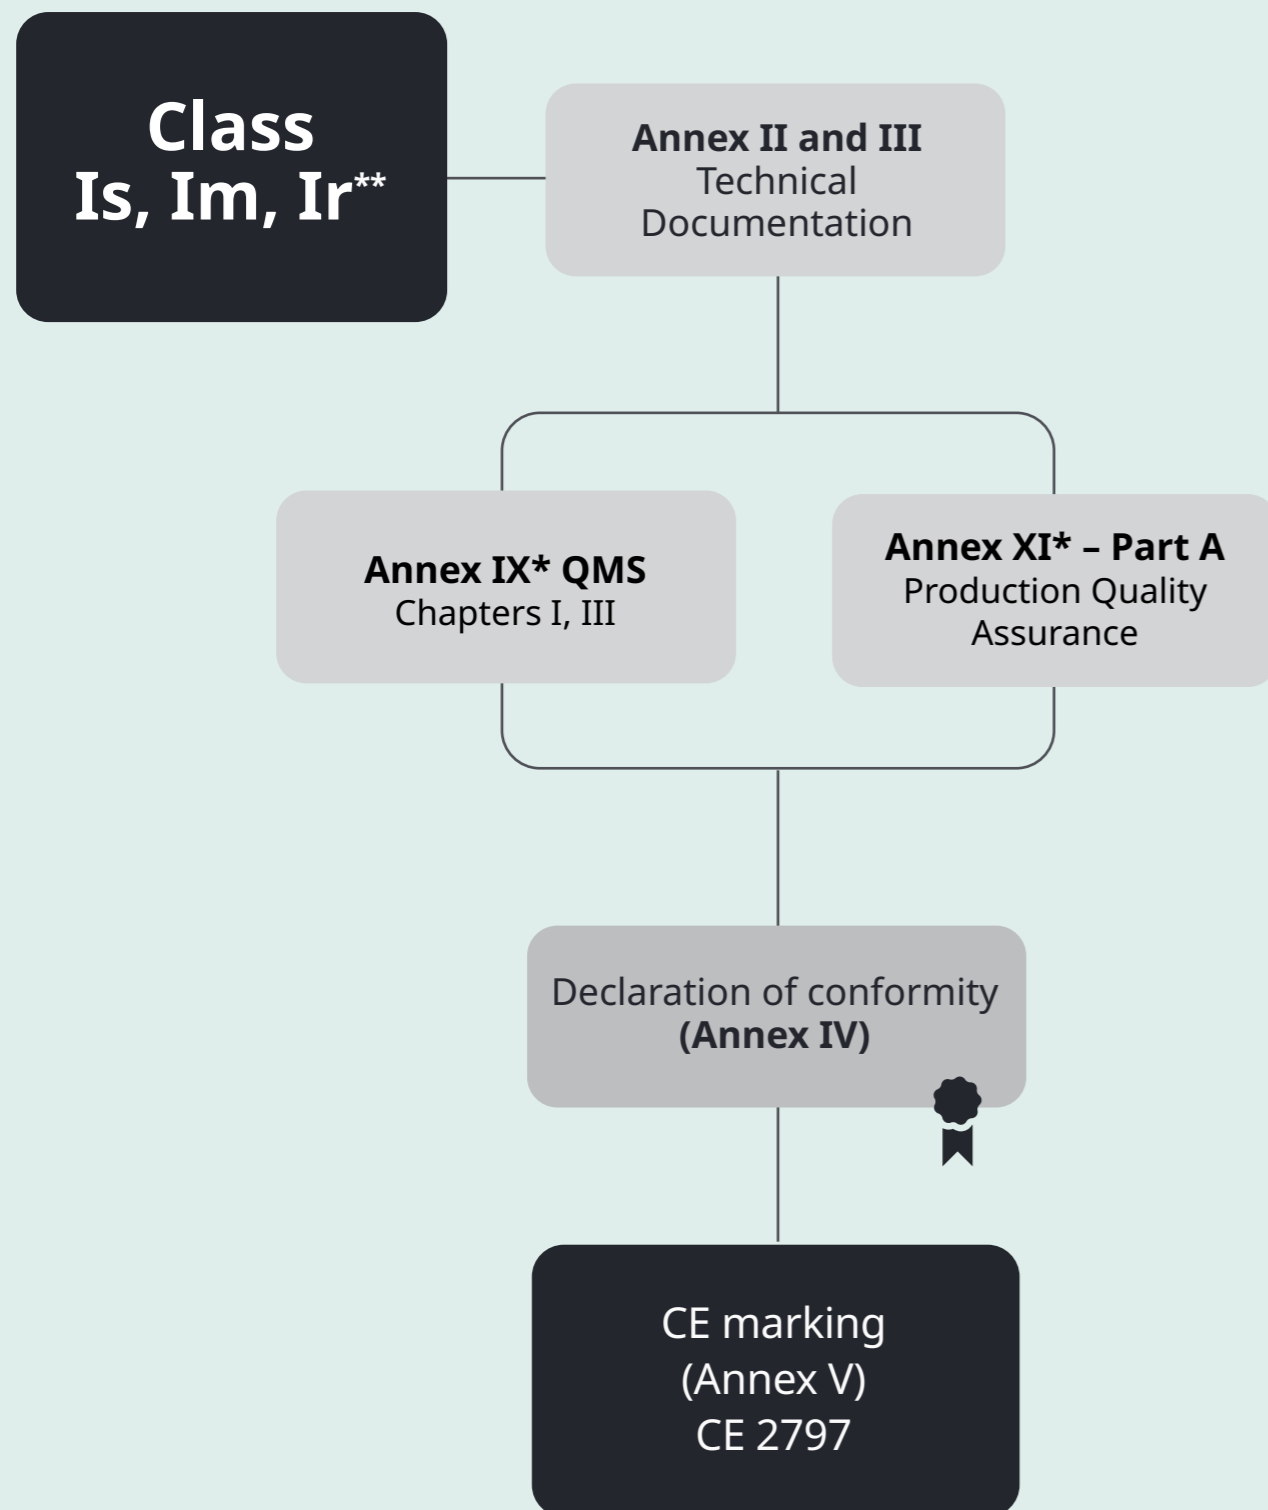 Class
Is, Im, Ir**
Annex II and III
Technical
Documentation
Annex IX* QMS
Chapters I, III
Annex XI* – Part A
Production Quality
Assurance
Declaration of conformity
(Annex IV)
CE marking
(Annex V)
CE 2797